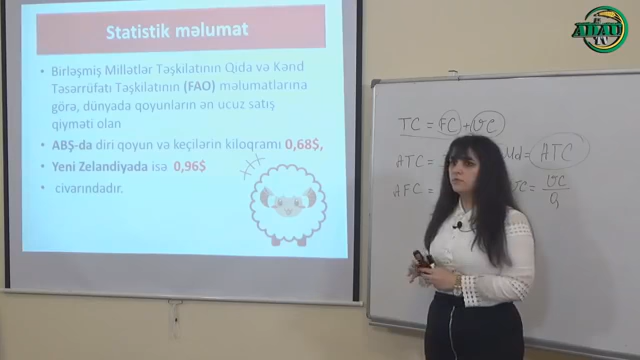 Statistik məlumat
• Birləşmiş Millətlər Təşkilatının Qida və Kənd
Təsərrüfatı Təşkilatının (FAO) məlumatlarına
görə, dünyada qoyunların ən ucuz satış
qiyməti olan
• ABŞ-da diri qoyun və keçilərin kiloqramı 0,68$,
• Yeni Zelandiyada isə 0,96$
• civarındadır.
TC = FC + VC
ATC =
Md = ATC
AFC =
VC = VC / Q
ADAU
TV